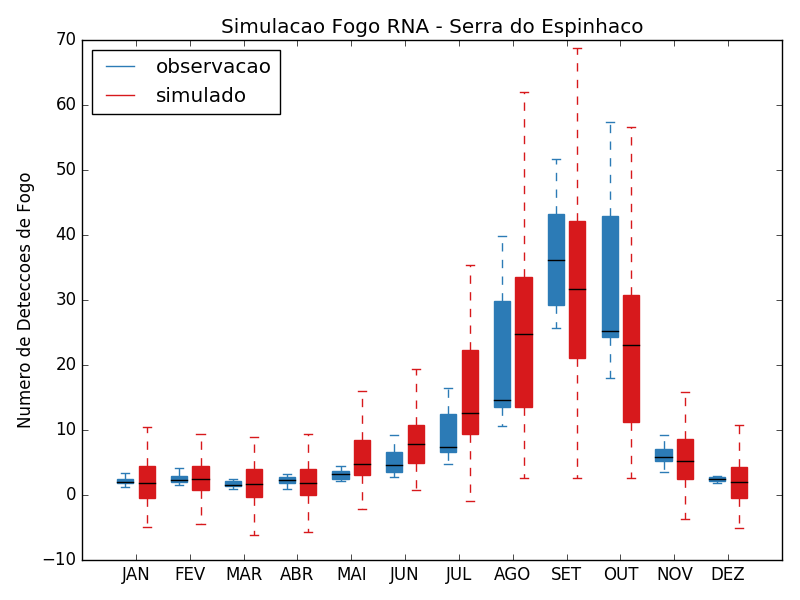 Simulacao Fogo RNA - Serra do Espinhaco
observacao
simulado
Numero de Deteccoes de Fogo
70
60
50
40
30
20
10
0
−10
JAN FEV MAR ABR MAI JUN JUL AGO SET OUT NOV DEZ